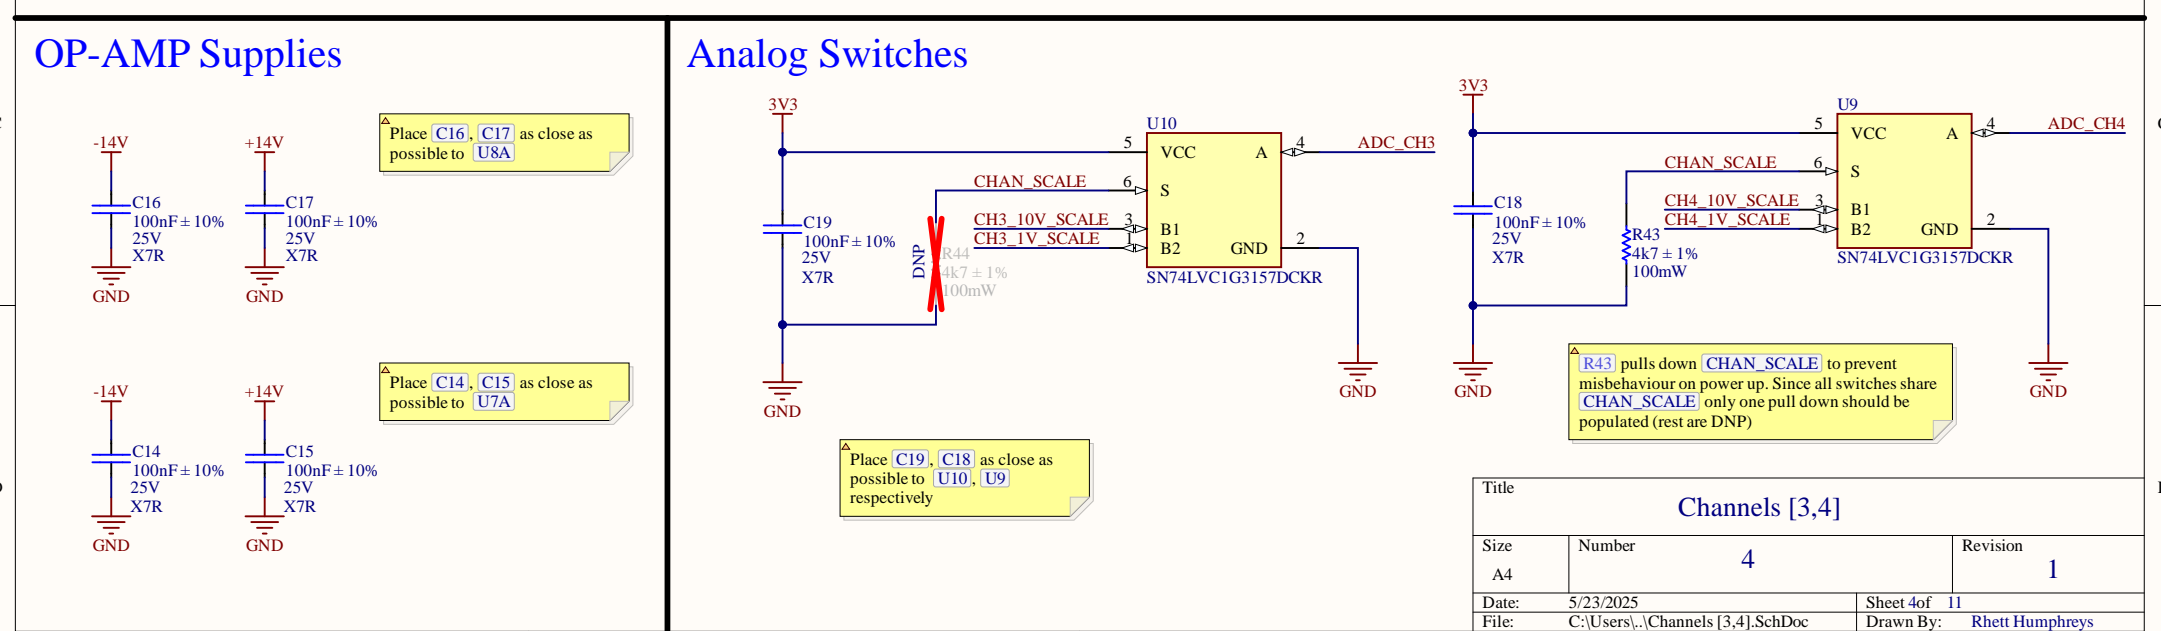 OP-AMP Supplies
-14V
+14V
C16
100nF ± 10%
25V
X7R
GND
C17
100nF ± 10%
25V
X7R
GND
Place C16, C17 as close as
possible to U8A
-14V
+14V
C14
100nF ± 10%
25V
X7R
GND
C15
100nF ± 10%
25V
X7R
GND
Place C14, C15 as close as
possible to U7A
Analog Switches
3V3
C19
100nF ± 10%
25V
X7R
GND
DNP
R44
4k7 ± 1%
100mW
CHAN_SCALE
CH3_10V_SCALE
CH3_1V_SCALE
U10
5
VCC
6
S
3
B1
1
B2
A
4
GND
2
SN74LVC1G3157DCKR
ADC_CH3
GND
Place C19, C18 as close as
possible to U10, U9
respectively
3V3
C18
100nF ± 10%
25V
X7R
GND
R43
4k7 ± 1%
100mW
CHAN_SCALE
CH4_10V_SCALE
CH4_1V_SCALE
U9
5
VCC
6
S
3
B1
1
B2
A
4
GND
2
SN74LVC1G3157DCKR
ADC_CH4
GND
R43 pulls down CHAN_SCALE to prevent
misbehaviour on power up. Since all switches share
CHAN_SCALE only one pull down should be
populated (rest are DNP)
Title
Channels [3,4]
Size
A4
Number
4
Revision
1
Date:
5/23/2025
Sheet 4of 11
File:
C:\Users\..\Channels [3,4].SchDoc
Drawn By:
Rhett Humphreys